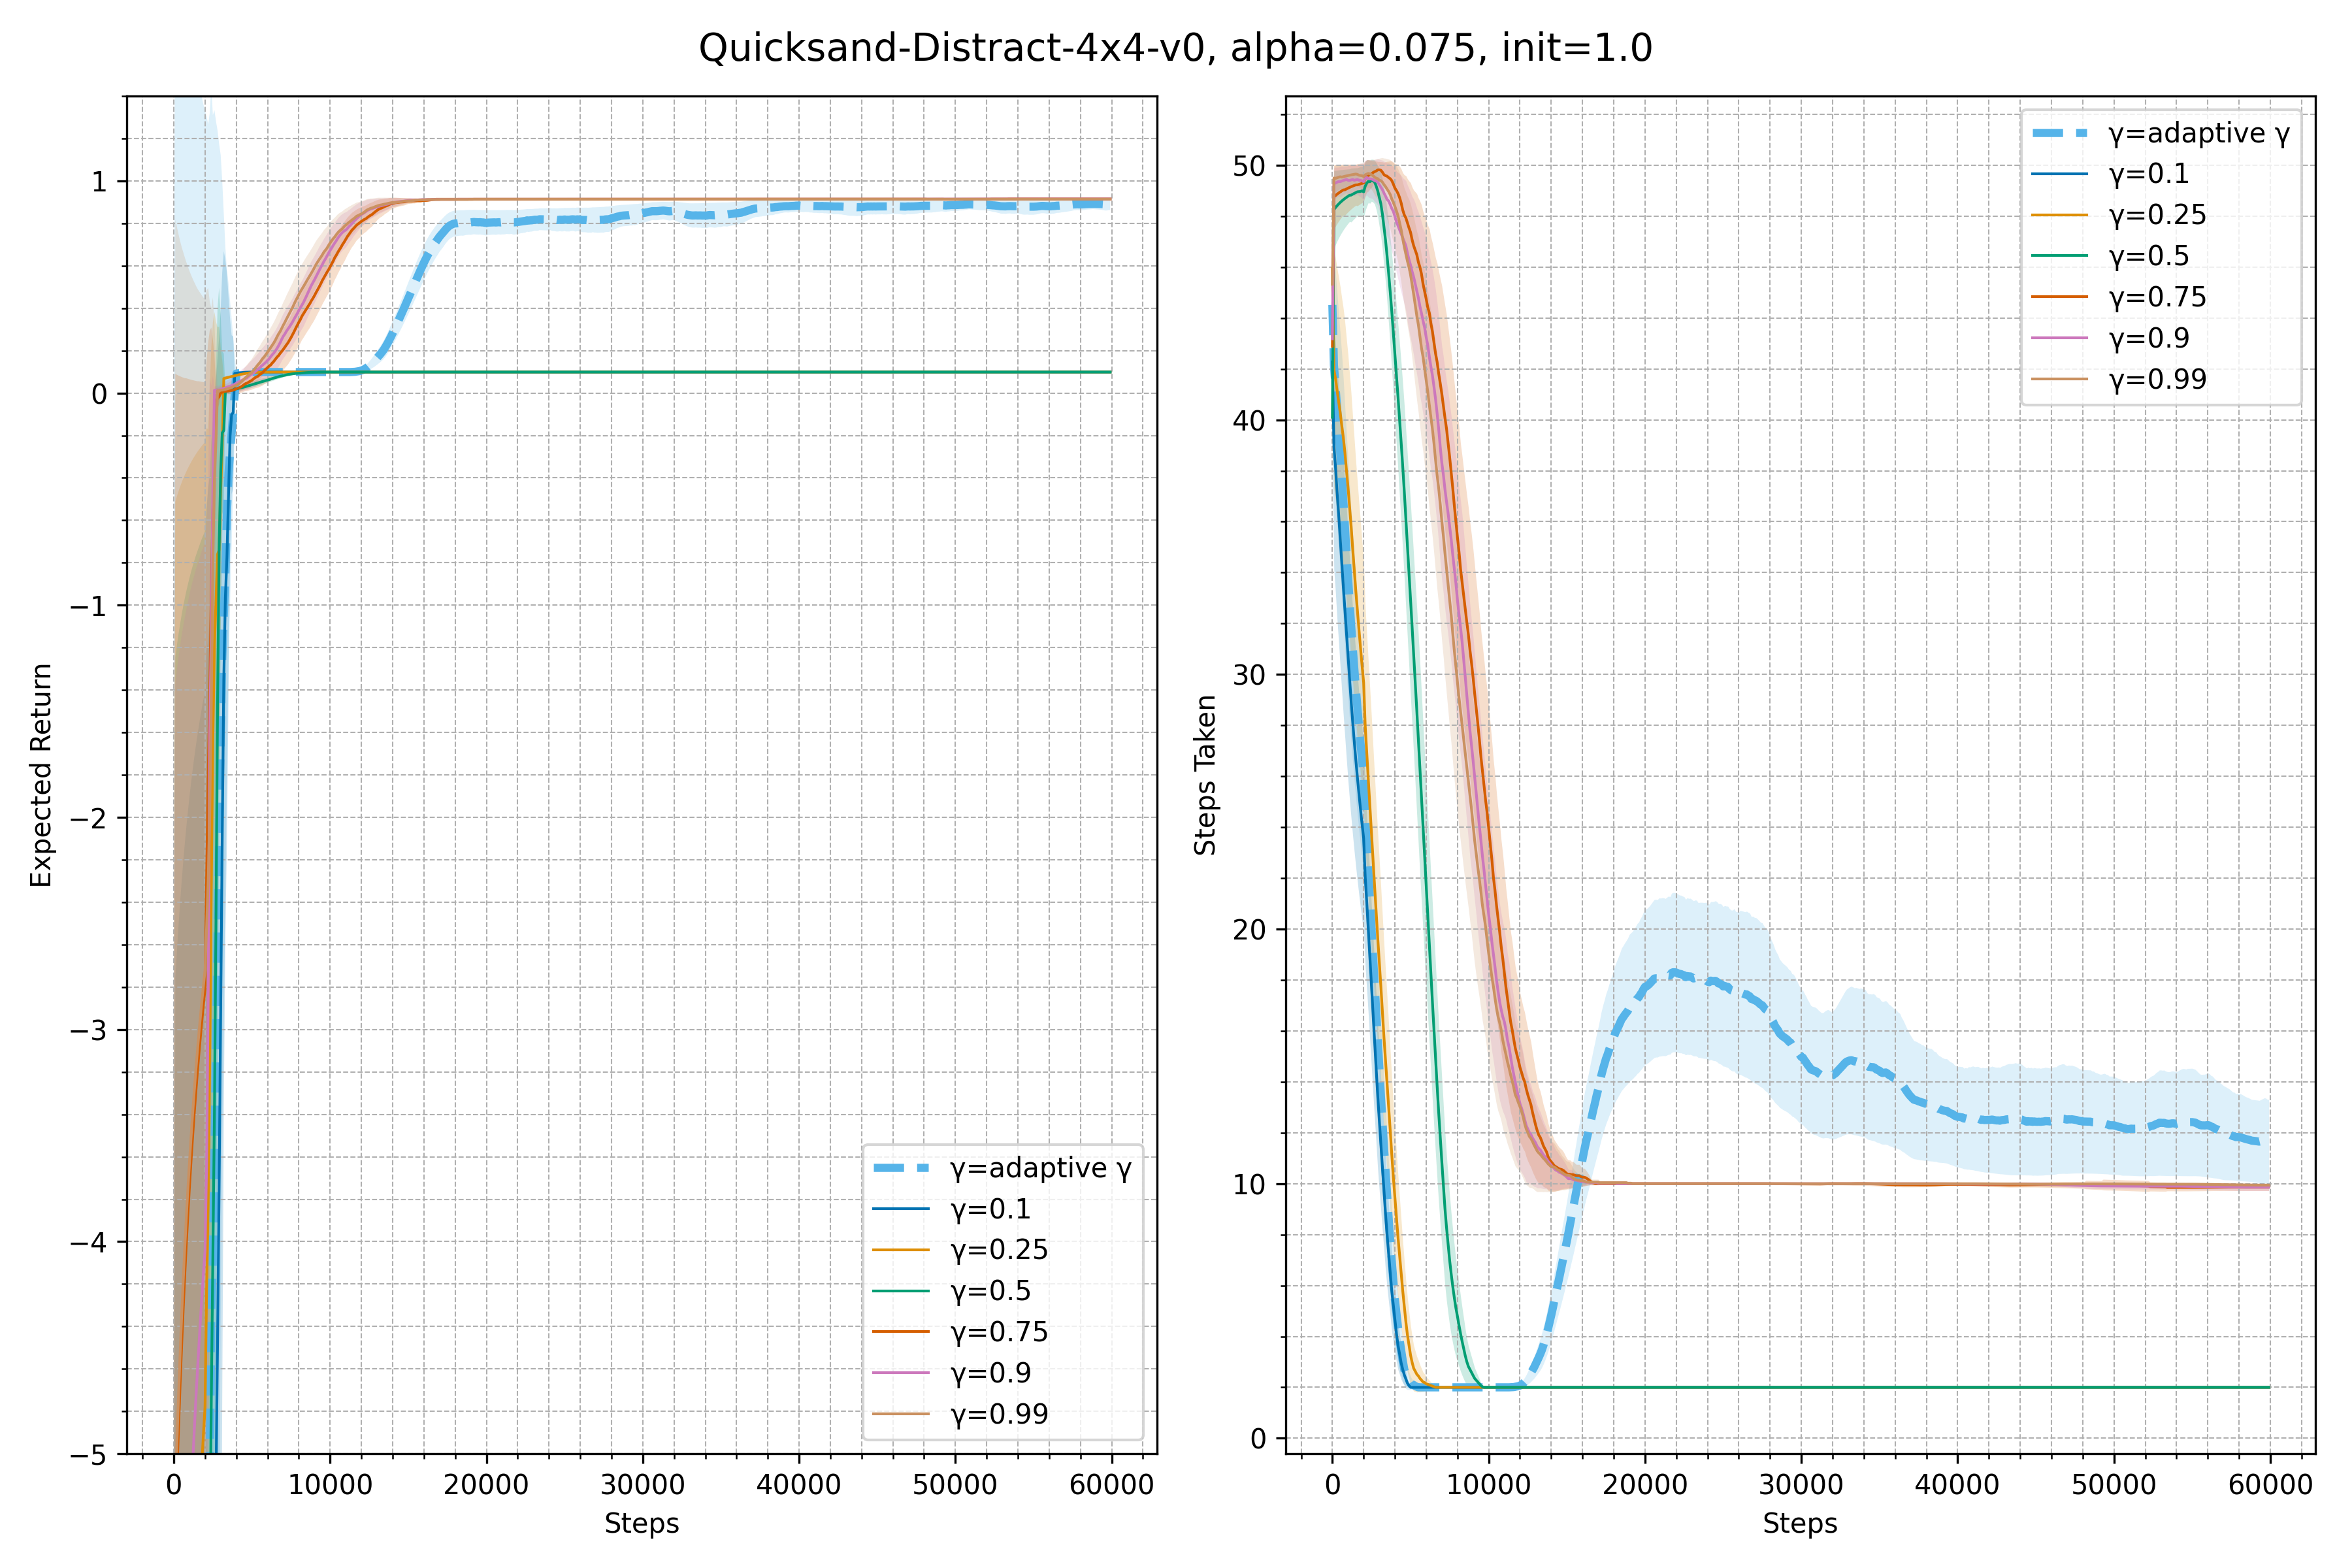 Quicksand-Distract-4x4-v0, alpha=0.075, init=1.0
Expected Return
1
0
−1
−2
−3
−4
−5
0 10000 20000 30000 40000 50000 60000
Steps
γ=adaptive γ
γ=0.1
γ=0.25
γ=0.5
γ=0.75
γ=0.9
γ=0.99
Steps Taken
50
40
30
20
10
0
0 10000 20000 30000 40000 50000 60000
Steps
γ=adaptive γ
γ=0.1
γ=0.25
γ=0.5
γ=0.75
γ=0.9
γ=0.99